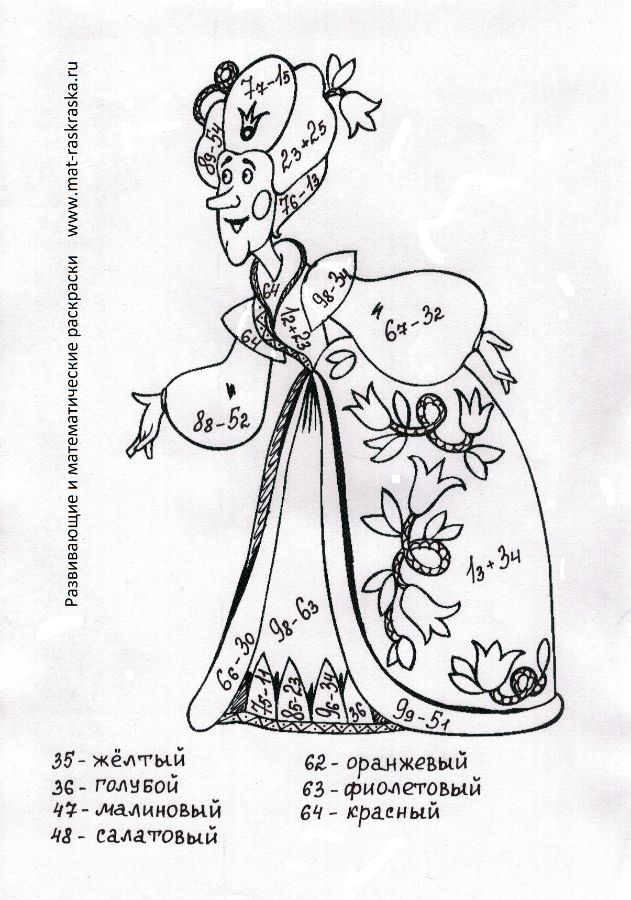 Развивающие и математические раскраски www.mat-raskraska.ru
77-15
89-54
23+25
76-13
64
98-34
12+23
64
67-32
88-52
13+34
98-63
66-30
75-11
85-23
96-34
36
99-51
35 - жёлтый
36 - голубой
47 - малиновый
48 - салатовый
62 - оранжевый
63 - фиолетовый
64 - красный